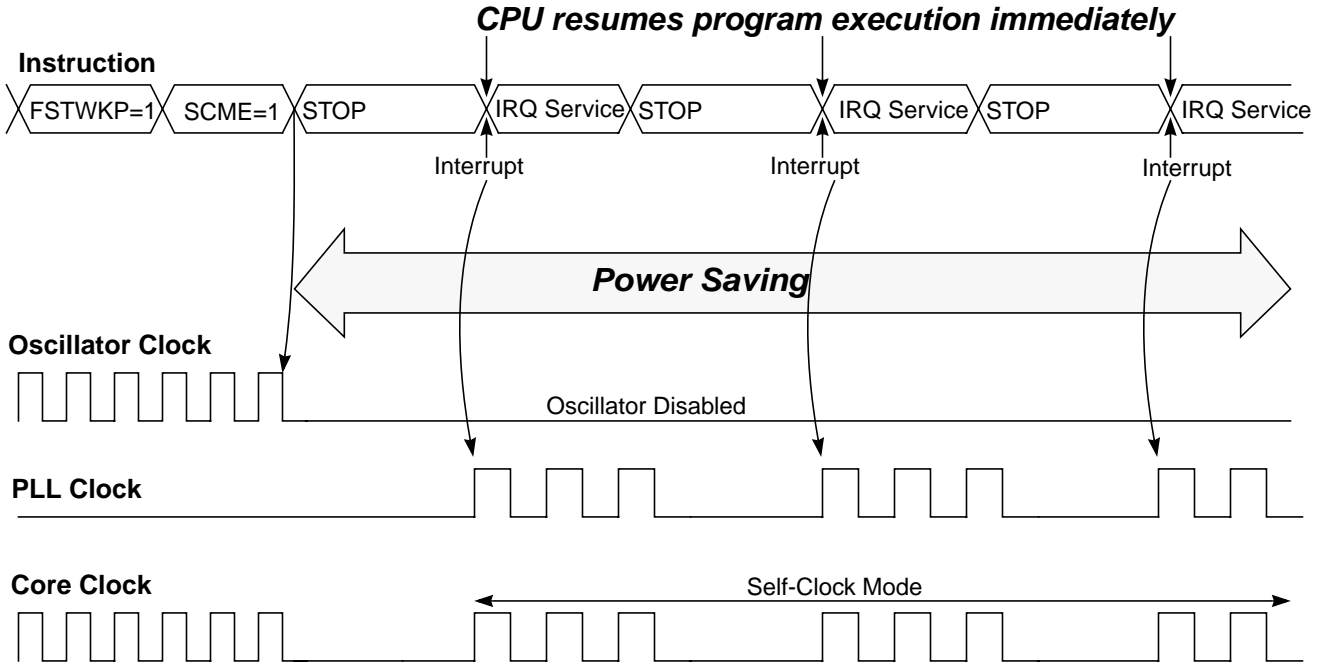 CPU resumes program execution immediately
Instruction
FSTWKP=1 SCME=1 STOP IRQ Service STOP IRQ Service STOP IRQ Service
Interrupt Interrupt Interrupt
Power Saving
Oscillator Clock
Oscillator Disabled
PLL Clock
Core Clock
Self-Clock Mode